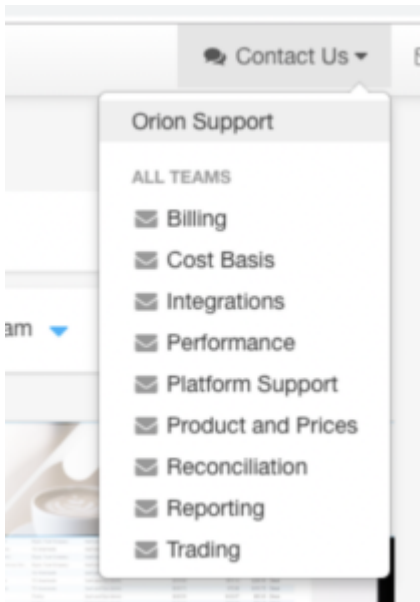 Contact Us
Orion Support
ALL TEAMS
Billing
Cost Basis
Integrations
am
Performance
Platform Support
Product and Prices
Reconciliation
Reporting
Trading